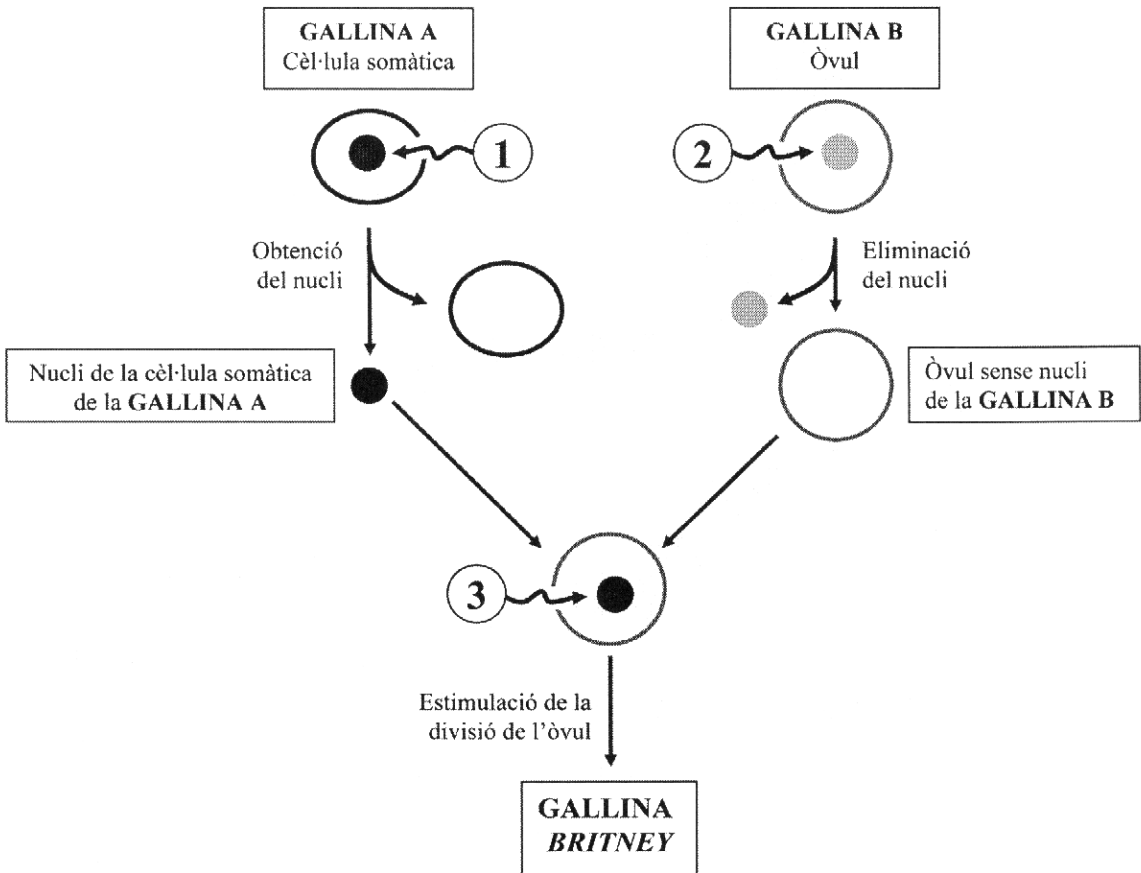 GALLINA A
Cèl·lula somàtica
GALLINA B
Òvul
1
2
Obtenció
del nucli
Eliminació
del nucli
Nucli de la cèl·lula somàtica
de la GALLINA A
Òvul sense nucli
de la GALLINA B
3
Estimulació de la
divisió de l'òvul
GALLINA
BRITNEY